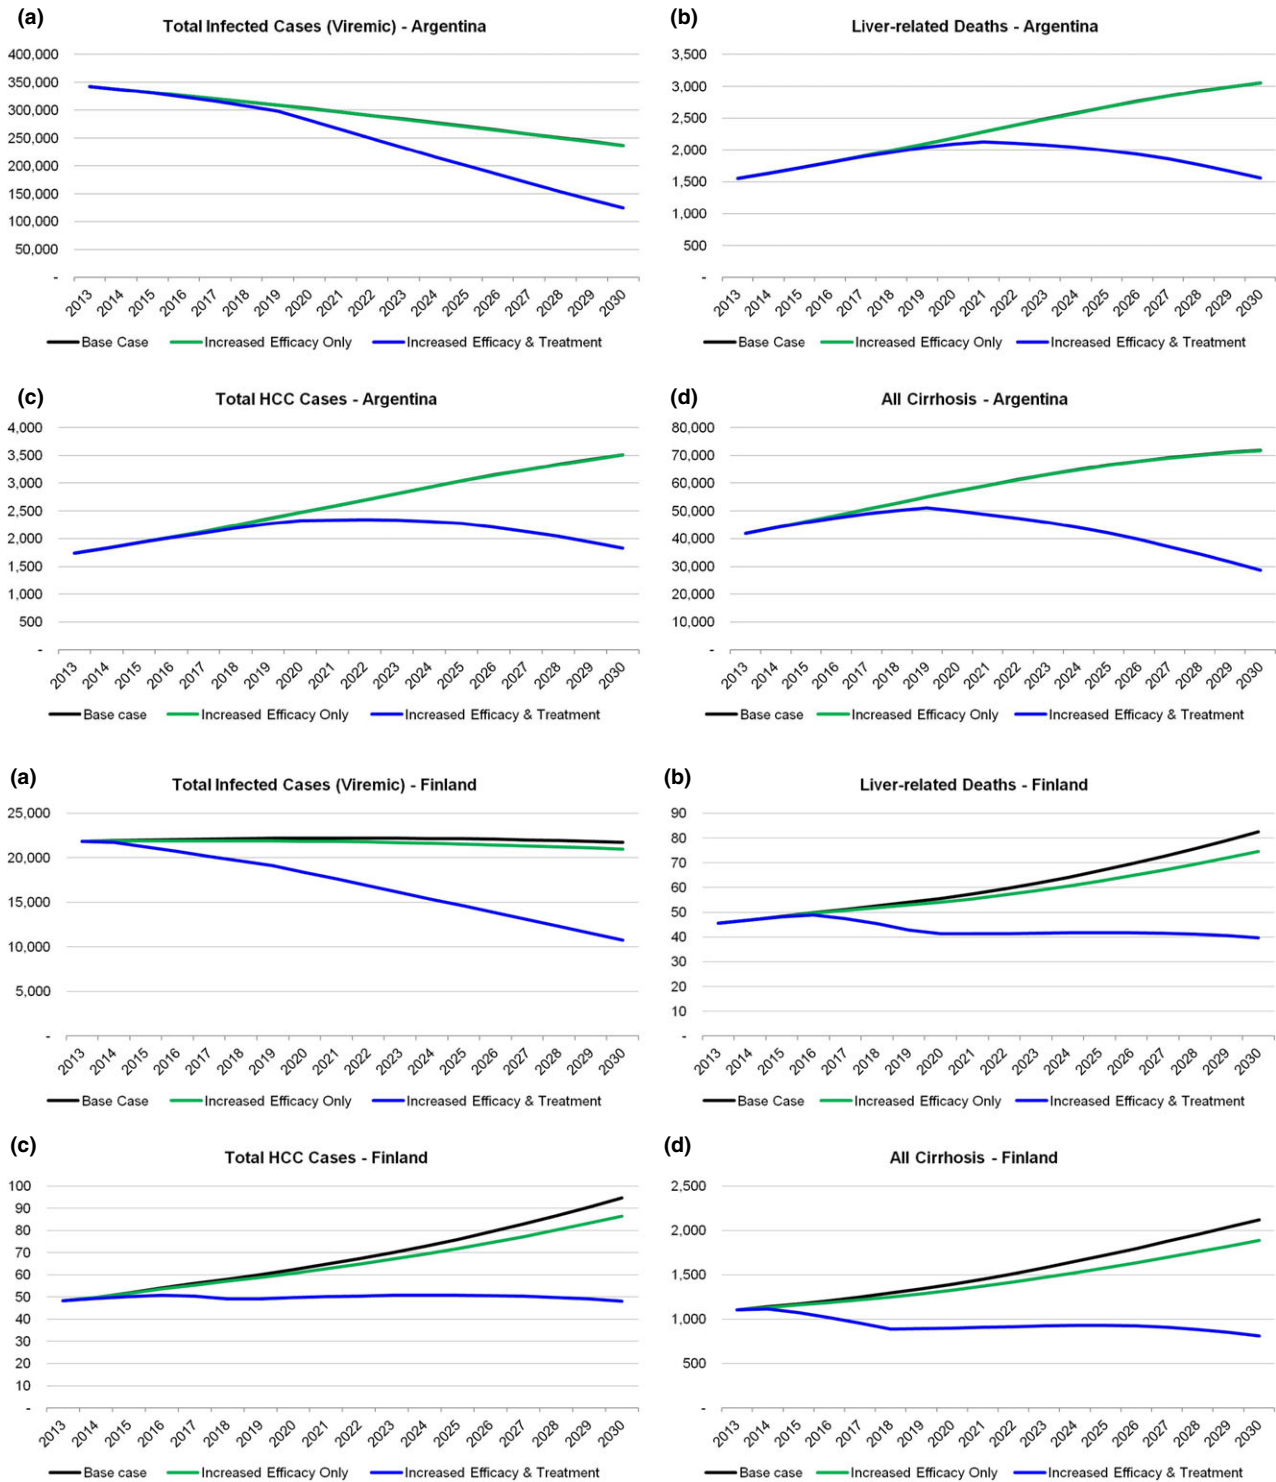 (a)
Total Infected Cases (Viremic) - Argentina
400,000
350,000
300,000
250,000
200,000
150,000
100,000
50,000
-
2013 2014 2015 2016 2017 2018 2019 2020 2021 2022 2023 2024 2025 2026 2027 2028 2029 2030
Base Case Increased Efficacy Only Increased Efficacy & Treatment
(b)
Liver-related Deaths - Argentina
3,500
3,000
2,500
2,000
1,500
1,000
500
-
2013 2014 2015 2016 2017 2018 2019 2020 2021 2022 2023 2024 2025 2026 2027 2028 2029 2030
Base Case Increased Efficacy Only Increased Efficacy & Treatment
(c)
Total HCC Cases - Argentina
4,000
3,500
3,000
2,500
2,000
1,500
1,000
500
-
2013 2014 2015 2016 2017 2018 2019 2020 2021 2022 2023 2024 2025 2026 2027 2028 2029 2030
Base case Increased Efficacy Only Increased Efficacy & Treatment
(d)
All Cirrhosis - Argentina
80,000
70,000
60,000
50,000
40,000
30,000
20,000
10,000
-
2013 2014 2015 2016 2017 2018 2019 2020 2021 2022 2023 2024 2025 2026 2027 2028 2029 2030
Base case Increased Efficacy Only Increased Efficacy & Treatment
(a)
Total Infected Cases (Viremic) - Finland
25,000
20,000
15,000
10,000
5,000
-
2013 2014 2015 2016 2017 2018 2019 2020 2021 2022 2023 2024 2025 2026 2027 2028 2029 2030
Base Case Increased Efficacy Only Increased Efficacy & Treatment
(b)
Liver-related Deaths - Finland
90
80
70
60
50
40
30
20
10
-
2013 2014 2015 2016 2017 2018 2019 2020 2021 2022 2023 2024 2025 2026 2027 2028 2029 2030
Base Case Increased Efficacy Only Increased Efficacy & Treatment
(c)
Total HCC Cases - Finland
100
90
80
70
60
50
40
30
20
10
-
2013 2014 2015 2016 2017 2018 2019 2020 2021 2022 2023 2024 2025 2026 2027 2028 2029 2030
Base case Increased Efficacy Only Increased Efficacy & Treatment
(d)
All Cirrhosis - Finland
2,500
2,000
1,500
1,000
500
-
2013 2014 2015 2016 2017 2018 2019 2020 2021 2022 2023 2024 2025 2026 2027 2028 2029 2030
Base case Increased Efficacy Only Increased Efficacy & Treatment